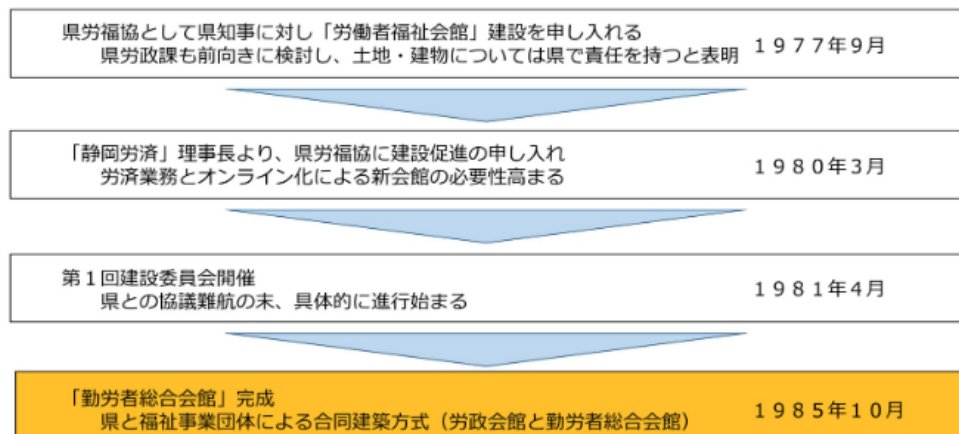 県労福協として県知事に対し「労働者福祉会館」建設を申し入れる
県労政課も前向きに検討し、土地・建物については県で責任を持つと表明
1977年9月
「静岡労済」理事長より、県労福協に建設促進の申し入れ
労済業務とオンライン化による新会館の必要性高まる
1980年3月
第1回建設委員会開催
県との協議難航の末、具体的に進行始まる
1981年4月
「勤労者総合会館」完成
県と福祉事業団体による合同建築方式（労政会館と勤労者総合会館）
1985年10月